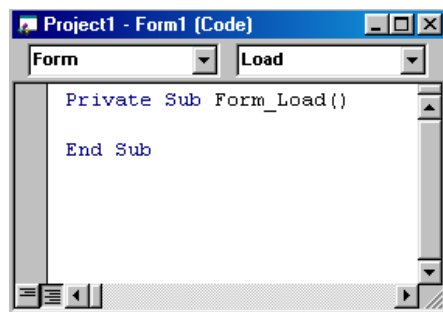 Project1 - Form1 (Code)
Form Load
Private Sub Form_Load()
End Sub